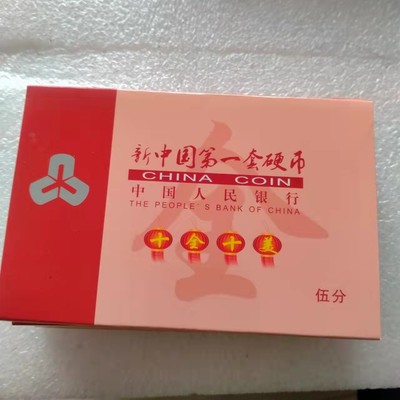 新中国第一套硬币
CHINA COIN
中国人民银行
THE PEOPLE'S BANK OF CHINA
十全十美
伍分
金